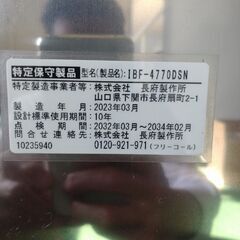 特定保守製品 型名(製品名) IBF-4770DSN
特定製造事業者等:株式会社 長府製作所
山口県下関市長府扇町2-1
製造年月:2023年03月
設計標準使用期間:10年
点検期間:2032年03月～2034年02月
問合せ連絡先:株式会社 長府製作所
10235940 0120-921-971 (フリーコール)